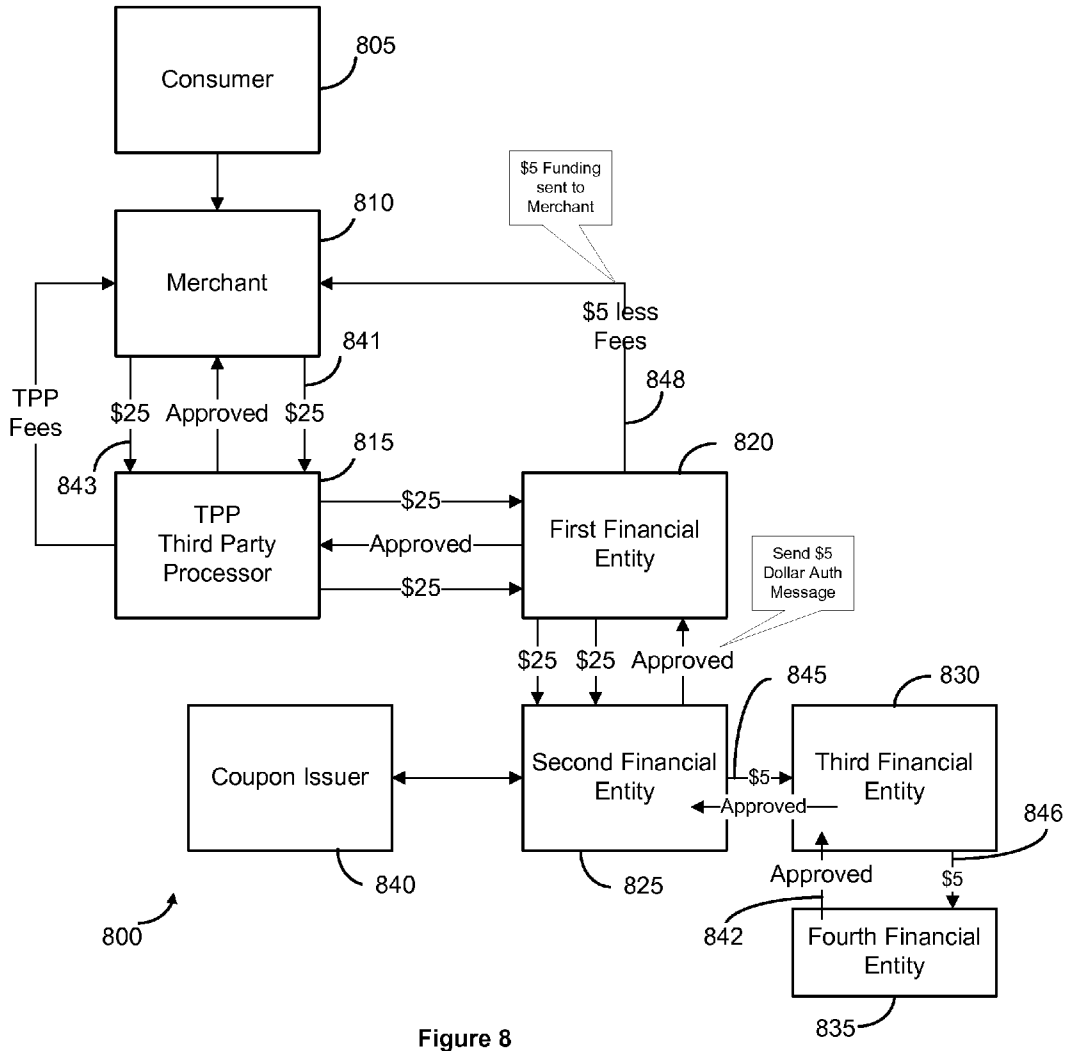 805
Consumer
$5 Funding
sent to
Merchant
810
Merchant
$5 less
Fees
841
848
TPP
Fees
$25
Approved
$25
843
815
820
TPP
Third Party
Processor
$25
Approved
$25
First Financial
Entity
Send $5
Dollar Auth
Message
$25
$25
Approved
845
830
Coupon Issuer
Second Financial
Entity
$5
Approved
Third Financial
Entity
846
840
825
Approved
$5
800
842
Fourth Financial
Entity
835
Figure 8